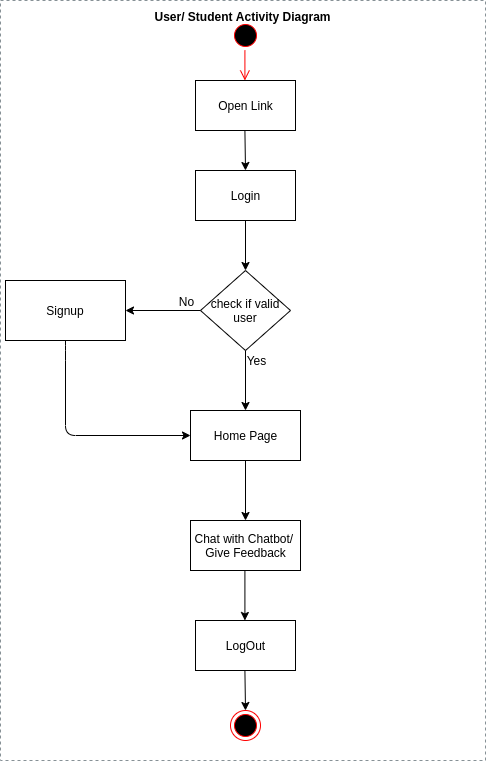 User/ Student Activity Diagram
Open Link
Login
check if valid
user
No
Signup
Yes
Home Page
Chat with Chatbot/
Give Feedback
LogOut